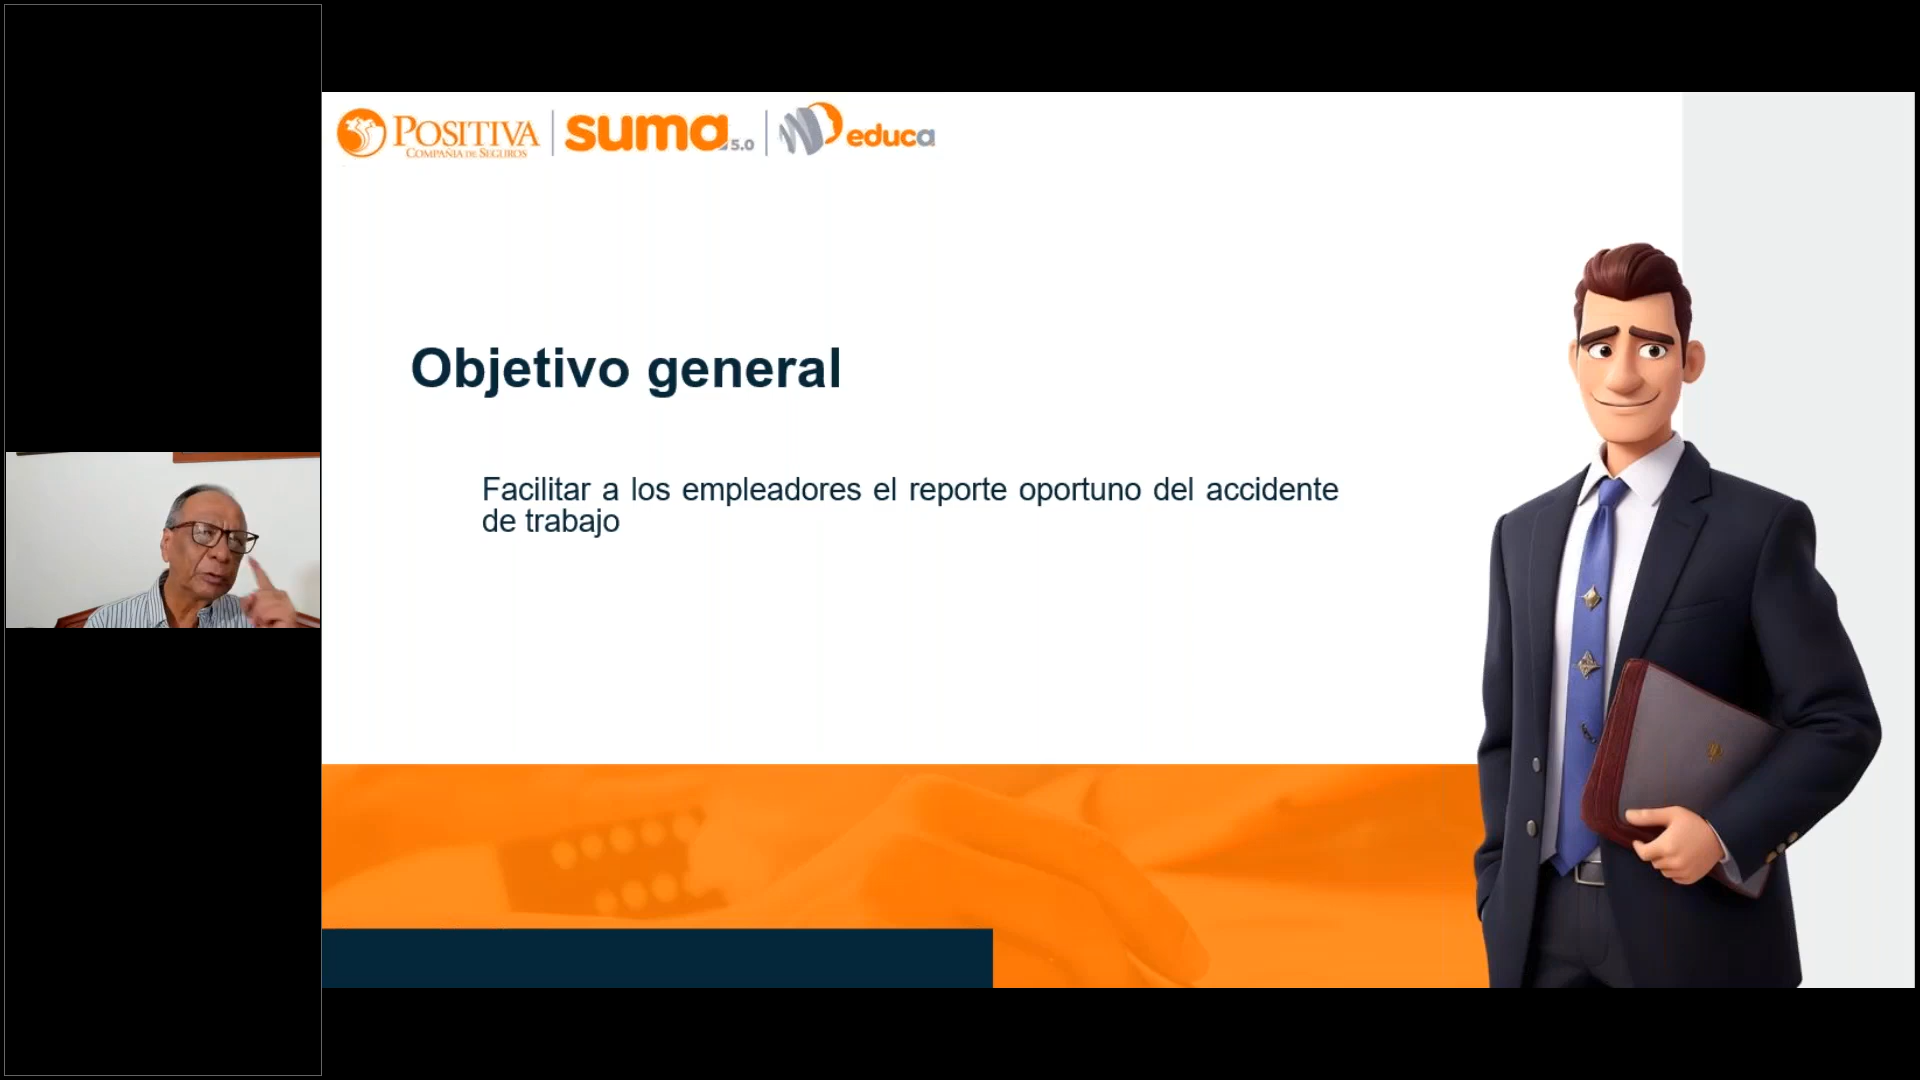 POSITIVA
COMPAÑIA DE SEGUROS
suma 5.0
educa
Objetivo general
Facilitar a los empleadores el reporte oportuno del accidente
de trabajo